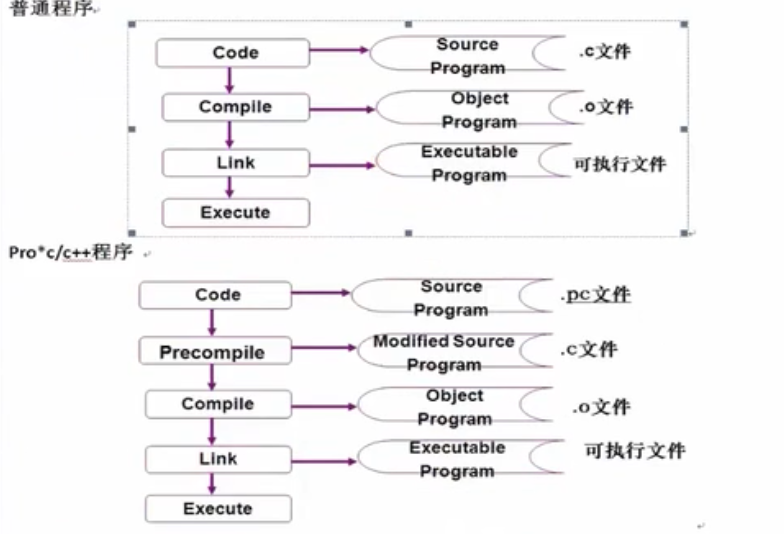 普通程序
Code
Source
Program
.c文件
Compile
Object
Program
.o文件
Link
Executable
Program
可执行文件
Execute
Pro*c/c++程序
Code
Source
Program
.pc文件
Precompile
Modified Source
Program
.c文件
Compile
Object
Program
.o文件
Link
Executable
Program
可执行文件
Execute